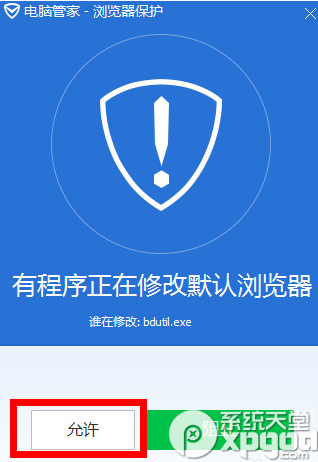 电脑管家 - 浏览器保护
有程序正在修改默认浏览器
谁在修改: bdutil.exe
允许
系统天堂